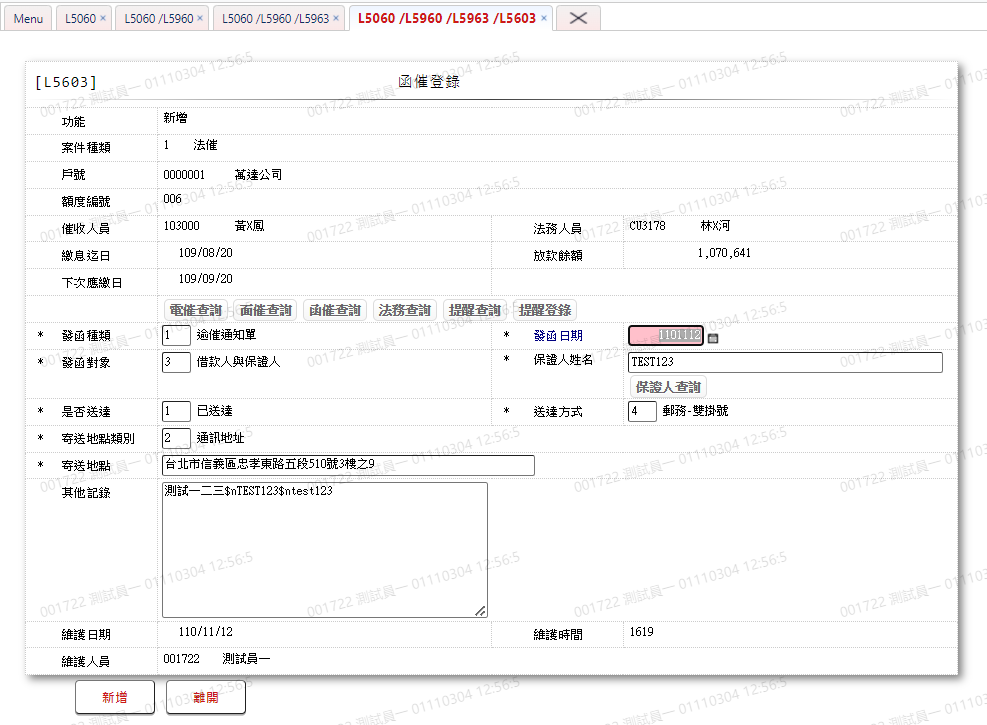 Menu L5060 × L5060 /L5960 × L5060 /L5960 /L5963 × L5060 /L5960 /L5963 /L5603 ×
[L5603] 函催登錄
功能 新增
案件種類 1 法催
戶號 0000001 萬達公司
額度編號 006
催收人員 103000 黃X鳳 法務人員 CU3178 林X河
繳息迄日 109/08/20 放款餘額 1,070,641
下次應繳日 109/09/20
電催查詢 面催查詢 函催查詢 法務查詢 提醒查詢 提醒登錄
* 發函種類 1 逾催通知單 * 發函日期 1101112
* 發函對象 3 借款人與保證人 * 保證人姓名 TEST123
保證人查詢
* 是否送達 1 已送達 * 送達方式 4 郵務-雙掛號
* 寄送地點類別 2 通訊地址
* 寄送地點 台北市信義區忠孝東路五段510號3樓之9
其他記錄 測試一二三$nTEST123$ntest123
維護日期 110/11/12 維護時間 1619
維護人員 001722 測試員一
新增 離開
001722 測試員一 01110304 12:56:5